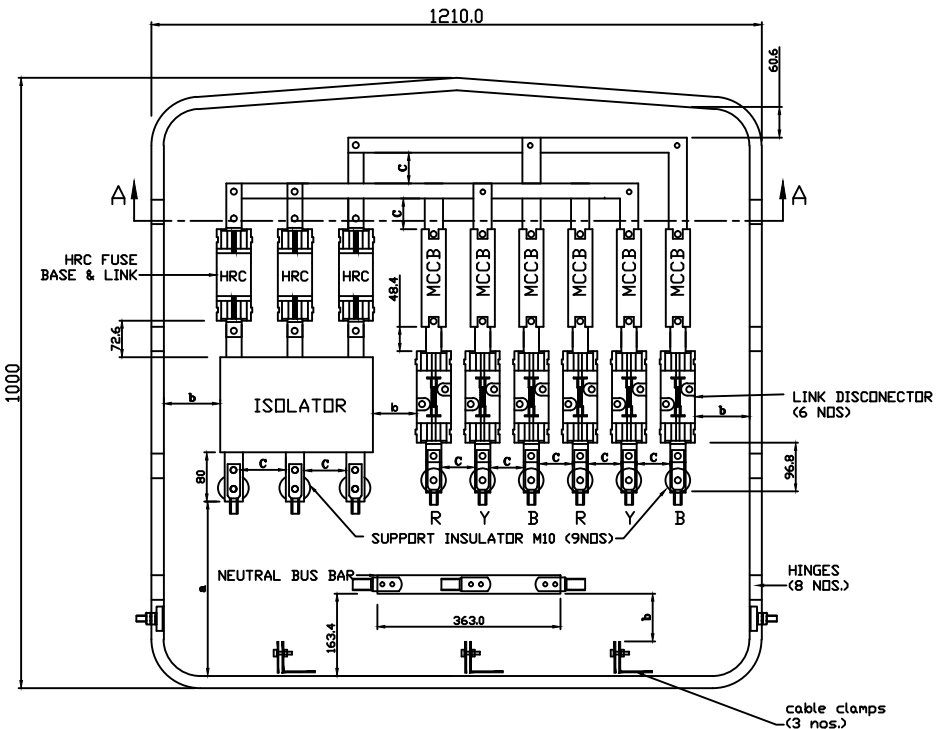 1210.0
60.6
1000
A
A
C
C
HRC FUSE
BASE & LINK
HRC
HRC
HRC
MCCB
MCCB
MCCB
MCCB
MCCB
MCCB
48.4
72.6
b
ISOLATOR
b
b
LINK DISCONECTOR
(6 NOS)
80
C
C
C
C
C
C
C
96.8
R
Y
B
R
Y
B
SUPPORT INSULATOR M10 (9NOS)
a
NEUTRAL BUS BAR
363.0
163.4
b
HINGES
(8 NOS.)
cable clamps
(3 nos.)